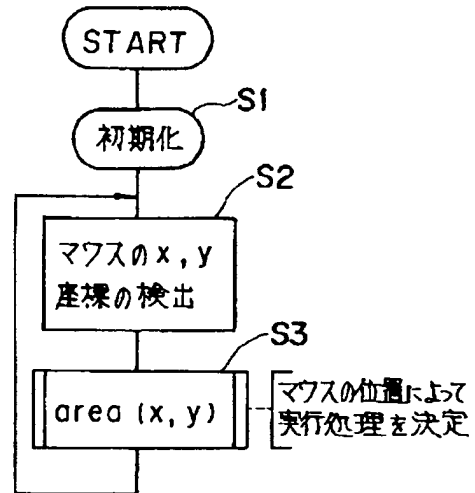 START
S1
初期化
S2
マウスのx,y
座標の検出
S3
area(x,y)
マウスの位置によって
実行処理を決定